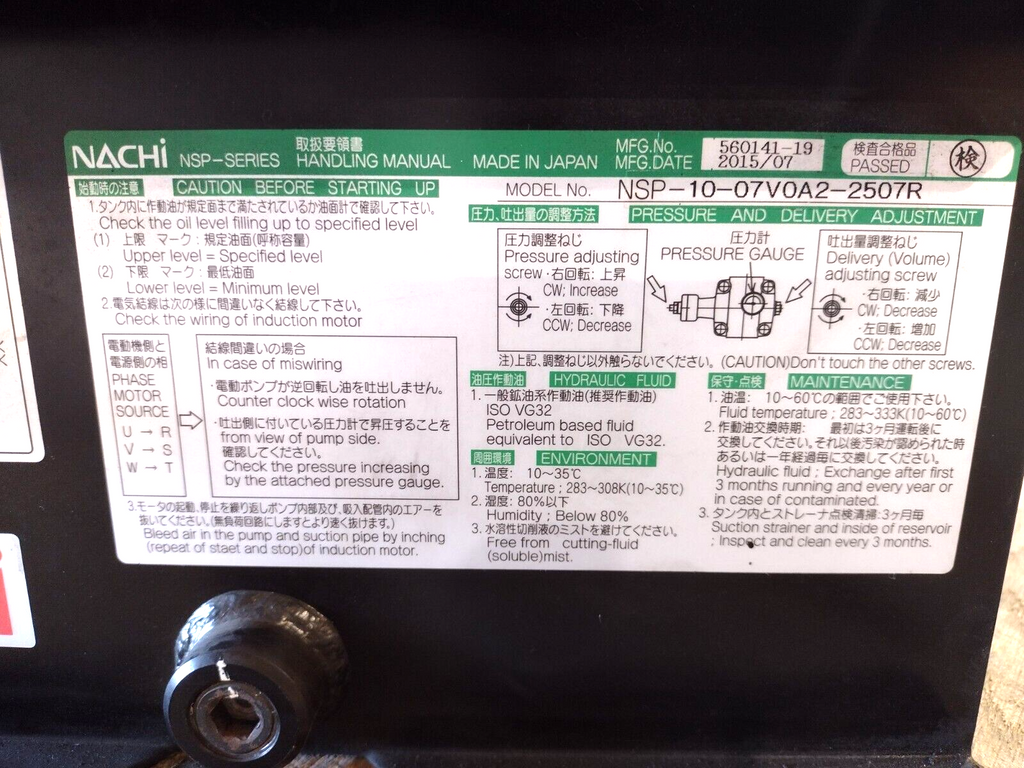 NACHi NSP-SERIES 取扱要領書 HANDLING MANUAL MADE IN JAPAN
MFG.No. 560141-19
MFG.DATE 2015/07
検査合格品
PASSED
検
始動時の注意 CAUTION BEFORE STARTING UP
1.タンク内に作動油が規定面まで満たされているか油面計で確認して下さい。
Check the oil level filling up to specified level
(1) 上限 マーク:規定油面(呼称容量)
Upper level = Specified level
(2) 下限 マーク:最低油面
Lower level = Minimum level
2.電気結線は次の様に間違いなく結線して下さい。
Check the wiring of induction motor
電動機側と
電源側の相
PHASE
MOTOR
SOURCE
U → R
V → S
W → T
結線間違いの場合
in case of miswiring
・電動ポンプが逆回転し油を吐出しません。
Counter clock wise rotation
・吐出側に付いている圧力計で昇圧することを
from view of pump side.
確認してください。
Check the pressure increasing
by the attached pressure gauge.
3.モータの起動、停止を繰り返しポンプ部及び、吸入配管内のエアーを
抜いてください。(無負荷回路にしますとより速く抜けます。)
Bleed air in the pump and suction pipe by inching
(repeat of staet and stop)of induction motor.
MODEL No. NSP-10-07V0A2-2507R
圧力、吐出量の調整方法 PRESSURE AND DELIVERY ADJUSTMENT
圧力調整ねじ
Pressure adjusting
screw ・右回転:上昇
CW; Increase
・左回転:下降
CCW; Decrease
圧力計
PRESSURE GAUGE
吐出量調整ねじ
Delivery (Volume)
adjusting screw
・右回転:減少
CW; Decrease
・左回転:増加
CCW; Decrease
注)上記、調整ねじ以外触らないでください。(CAUTION)Don't touch the other screws.
油圧作動油 HYDRAULIC FLUID
1. 一般鉱油系作動油(推奨作動油)
ISO VG32
Petroleum based fluid
equivalent to ISO VG32.
周囲環境 ENVIRONMENT
1. 温度: 10~35℃
Temperature ; 283~308K(10~35℃)
2. 湿度: 80%以下
Humidity ; Below 80%
3. 水溶性切削液のミストを避けてください。
Free from cutting-fluid
(soluble)mist.
保守・点検 MAINTENANCE
1. 油温: 10~60℃の範囲でご使用下さい。
Fluid temperature ; 283~333K(10~60℃)
2. 作動油交換時期: 最初は3ヶ月運転後に
交換してください。それ以後汚染が認められた時
あるいは一年経過毎に交換してください。
Hydraulic fluid ; Exchange after first
3 months running and every year or
in case of contaminated.
3. タンク内とストレーナ点検清掃:3ヶ月毎
Suction strainer and inside of reservoir
; Inspect and clean every 3 months.